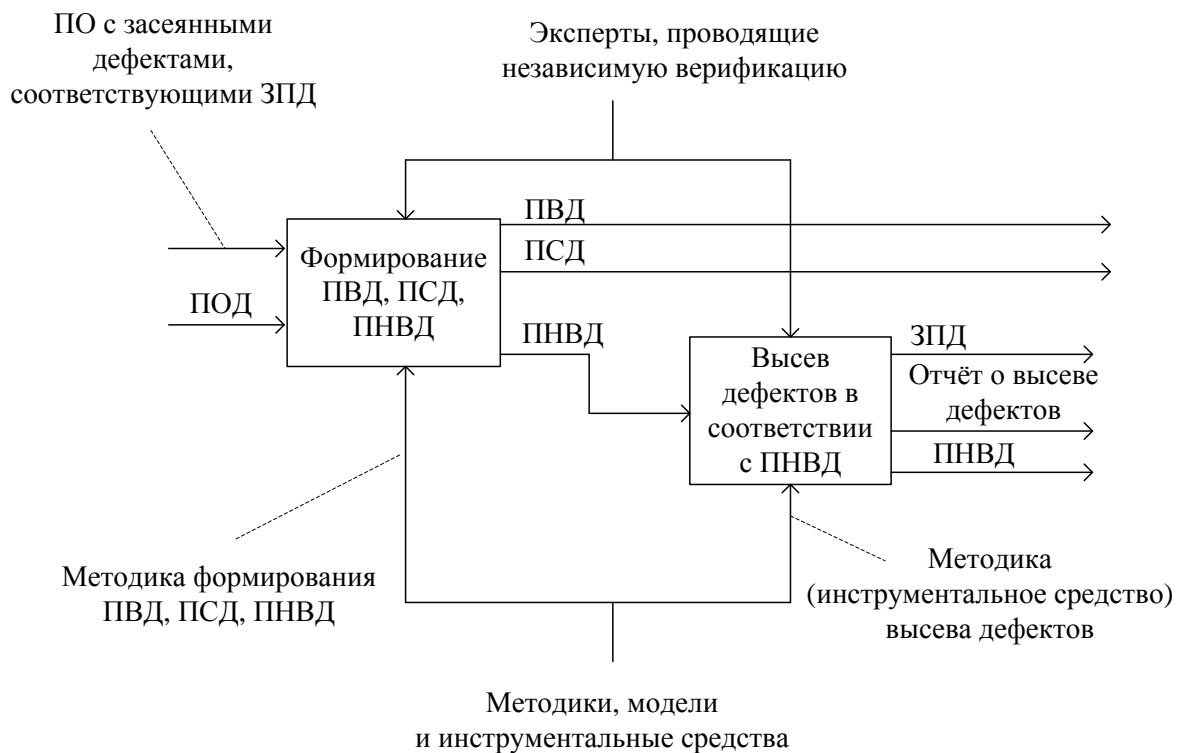 ПО с засеянными
дефектами,
соответствующими ЗПД
Эксперты, проводящие
независимую верификацию
ПВД
ПСД
ПОД
Формирование
ПВД, ПСД,
ПНВД
ПНВД
Высев
дефектов в
соответствии
с ПНВД
ЗПД
Отчёт о высеве
дефектов
ПНВД
Методика формирования
ПВД, ПСД, ПНВД
Методика
(инструментальное средство)
высева дефектов
Методики, модели
и инструментальные средства